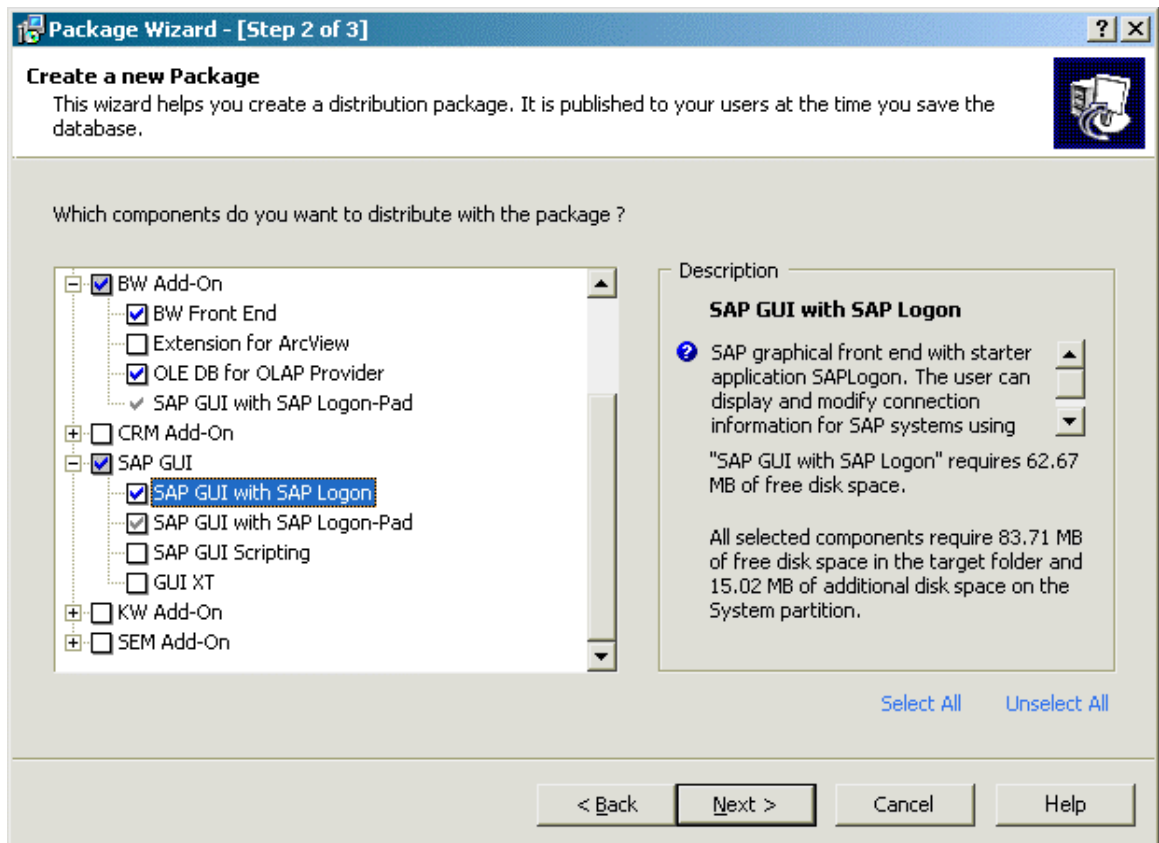 Package Wizard - [Step 2 of 3]
Create a new Package
This wizard helps you create a distribution package. It is published to your users at the time you save the
database.
Which components do you want to distribute with the package ?
BW Add-On
BW Front End
Extension for ArcView
OLE DB for OLAP Provider
SAP GUI with SAP Logon-Pad
CRM Add-On
SAP GUI
SAP GUI with SAP Logon
SAP GUI with SAP Logon-Pad
SAP GUI Scripting
GUI XT
KW Add-On
SEM Add-On
Description
SAP GUI with SAP Logon
SAP graphical front end with starter
application SAPLogon. The user can
display and modify connection
information for SAP systems using
"SAP GUI with SAP Logon" requires 62.67
MB of free disk space.
All selected components require 83.71 MB
of free disk space in the target folder and
15.02 MB of additional disk space on the
System partition.
Select All
Unselect All
< Back
Next >
Cancel
Help